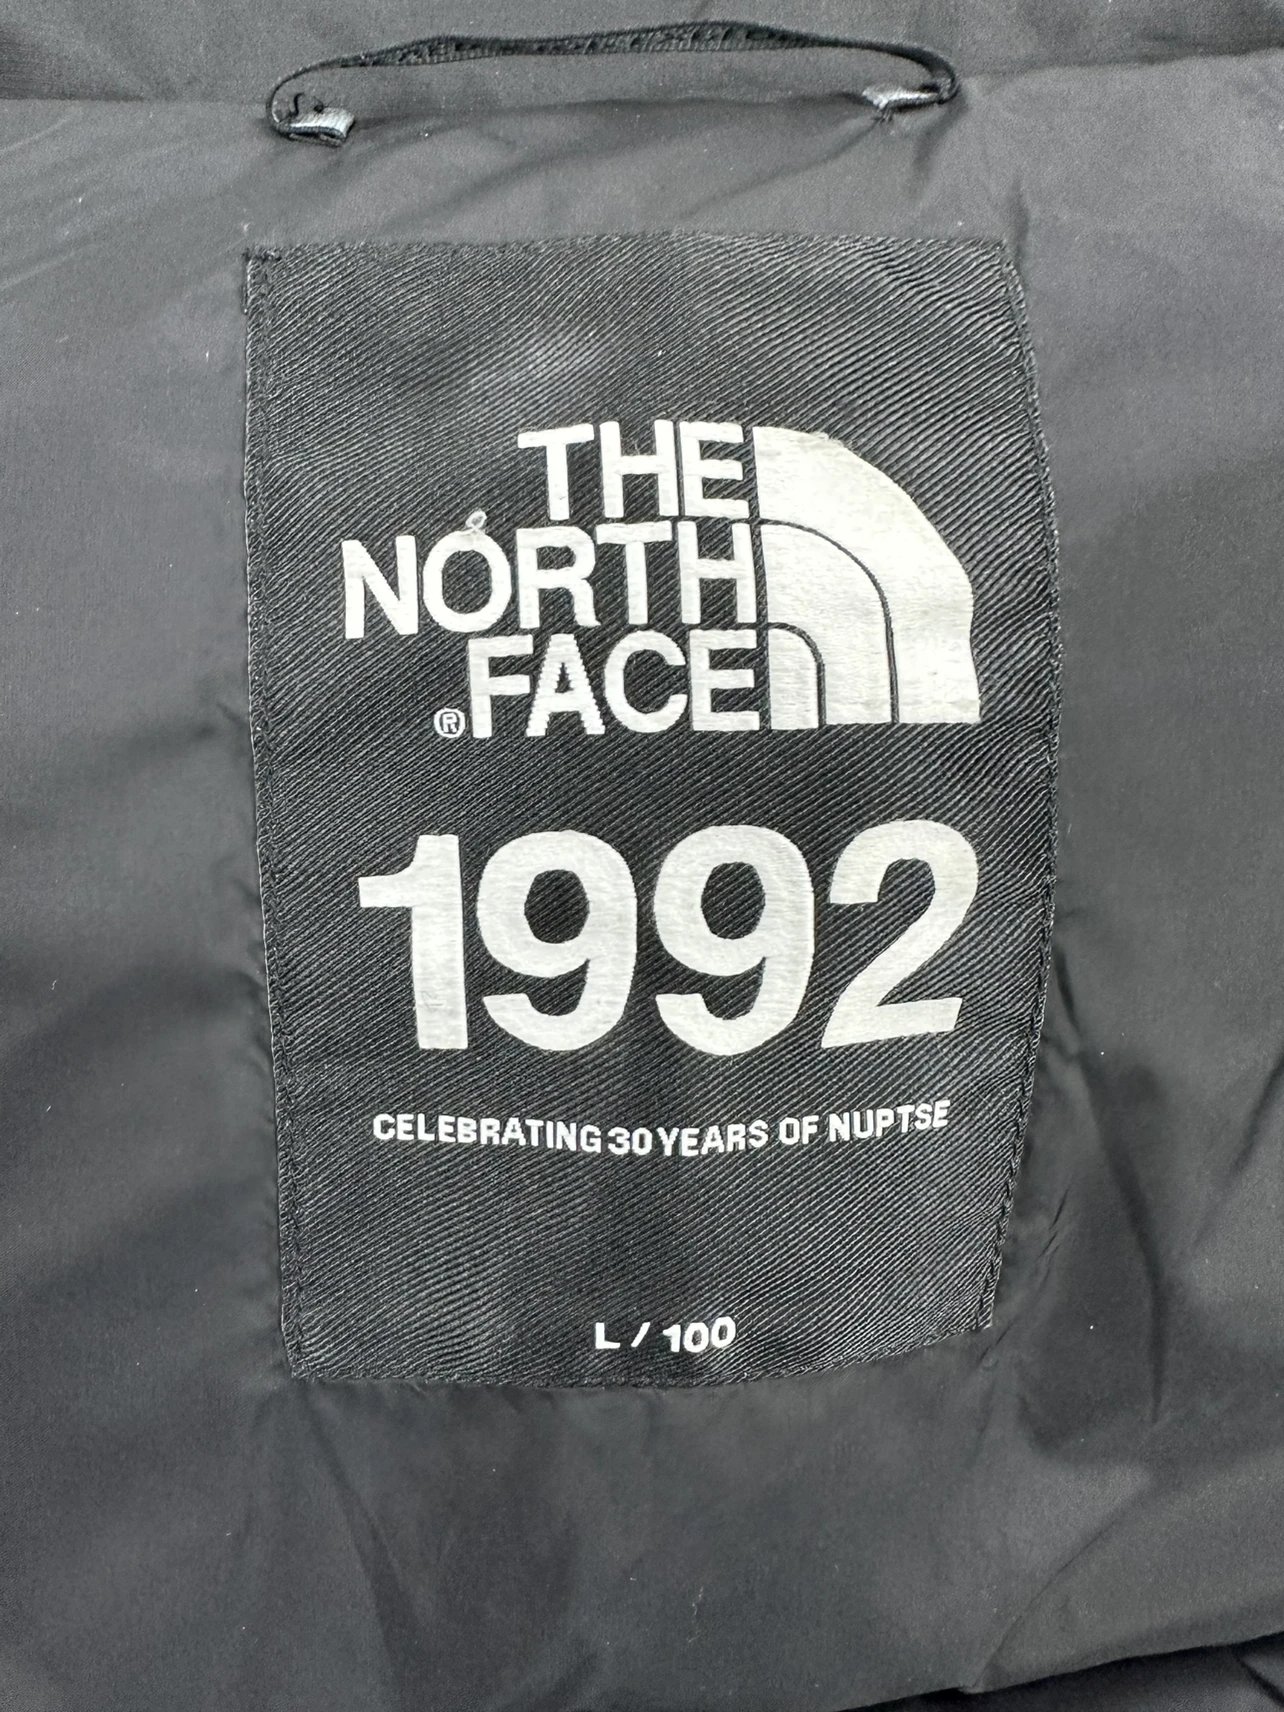 THE
NORTH
® FACE
1992
CELEBRATING 30 YEARS OF NUPTSE
L / 100